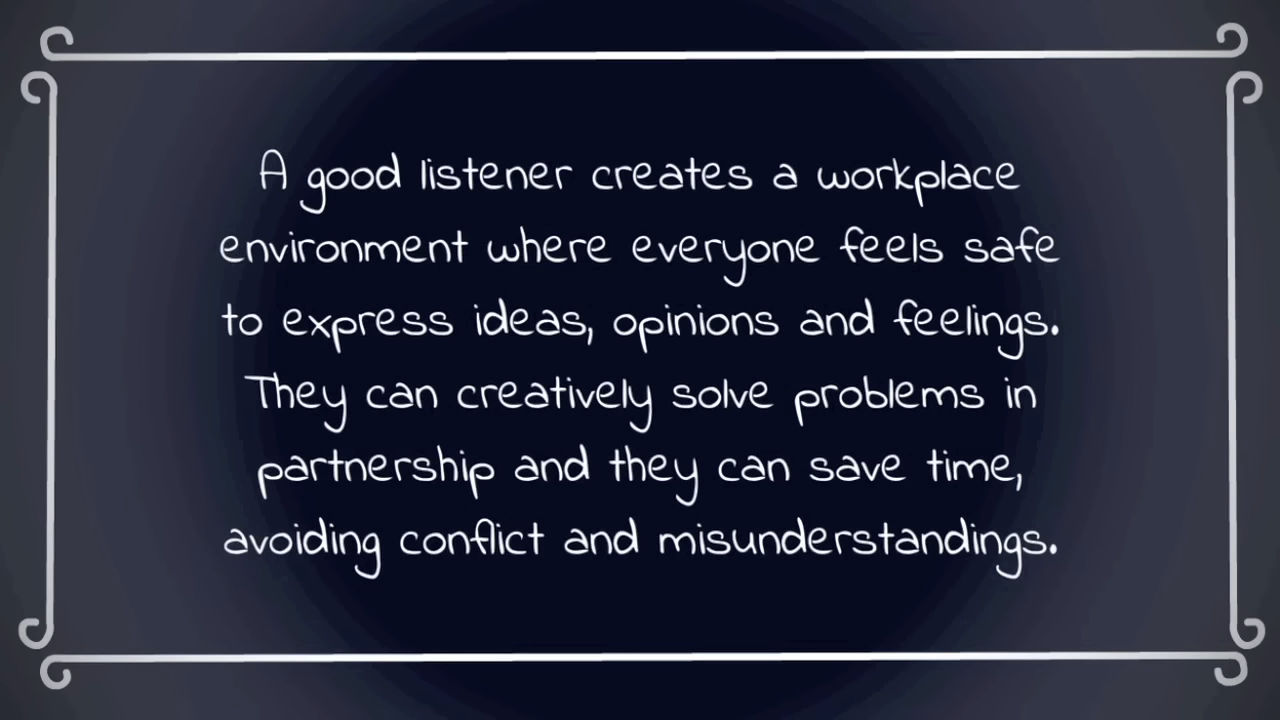 A good listener creates a workplace
environment where everyone feels safe
to express ideas, opinions and feelings.
They can creatively solve problems in
partnership and they can save time,
avoiding conflict and misunderstandings.